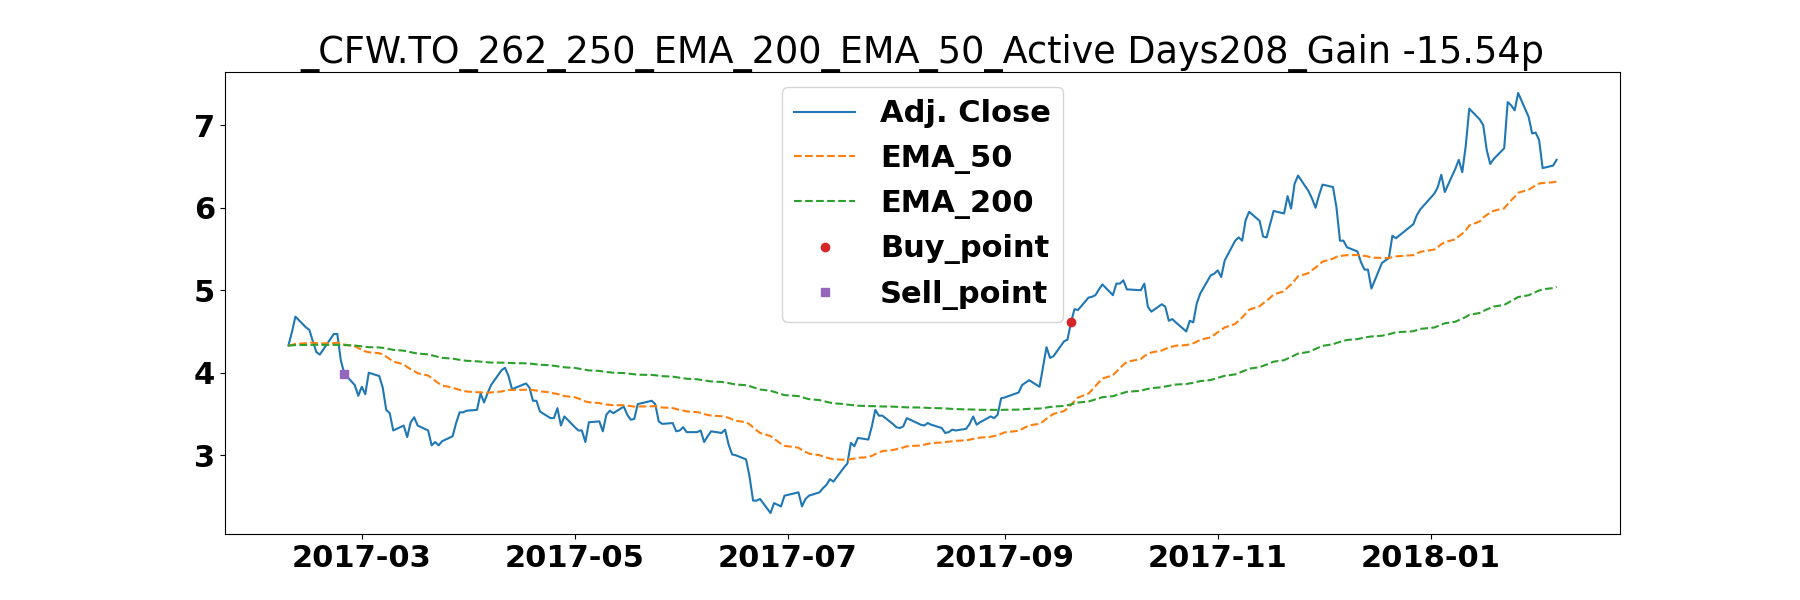 _CFW.TO_262_250_EMA_200_EMA_50_Active Days208_Gain -15.54p
Adj. Close
EMA_50
EMA_200
Buy_point
Sell_point
7
6
5
4
3
2017-03 2017-05 2017-07 2017-09 2017-11 2018-01